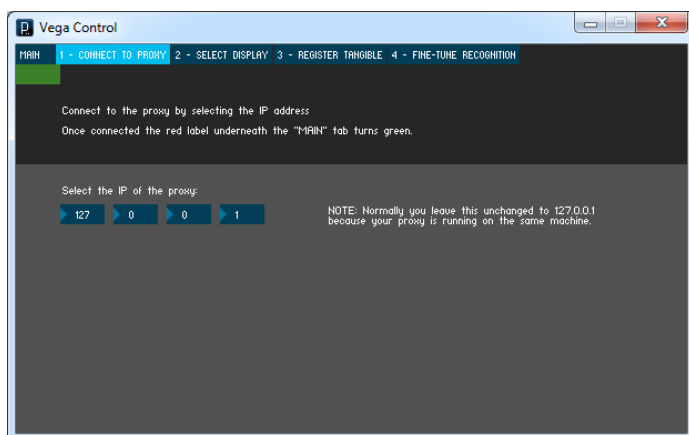 Vega Control
MAIN 1 - CONNECT TO PROXY 2 - SELECT DISPLAY 3 - REGISTER TANGIBLE 4 - FINE-TUNE RECOGNITION
Connect to the proxy by selecting the IP address
Once connected the red label underneath the "MAIN" tab turns green.
Select the IP of the proxy:
127 0 0 1
NOTE: Normally you leave this unchanged to 127.0.0.1
because your proxy is running on the same machine.